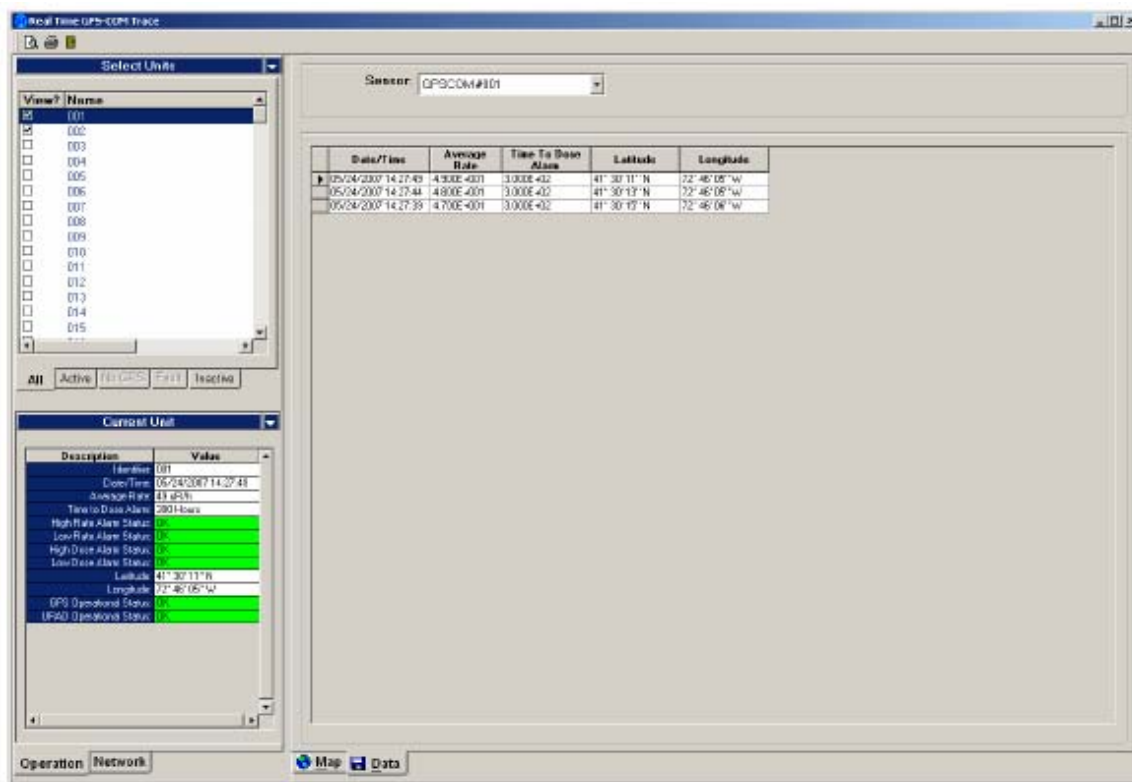 Real Time GPS-COM Trace
Select Units
View? Name
001
002
003
004
005
006
007
008
009
010
011
012
013
014
015
All Active No GPS Fault Inactive
Current Unit
Description Value
Identifier: 001
Date/Time: 05/24/2007 14:27:49
Average Rate: 49 uR/h
Time to Dose Alarm: Hours
High Rate Alarm Status: OK
Low Rate Alarm Status: OK
High Dose Alarm Status: OK
Low Dose Alarm Status: OK
Latitude: 41° 30' 11'' N
Longitude: 72° 46' 05'' W
GPS Operational Status: OK
URAD Operational Status: OK
Operation Network
Sensor: GPSCOM#001
Date/Time Average Rate Time To Dose Alarm Latitude Longitude
05/24/2007 14:27:49 4.900E+001 3.000E+02 41° 30' 11'' N 72° 46' 05'' W
05/24/2007 14:27:44 4.800E+001 3.000E+02 41° 30' 13'' N 72° 46' W
05/24/2007 14:27:39 4.700E+001 3.000E+02 41° 30' 15'' N 72° 46' W
Map Data